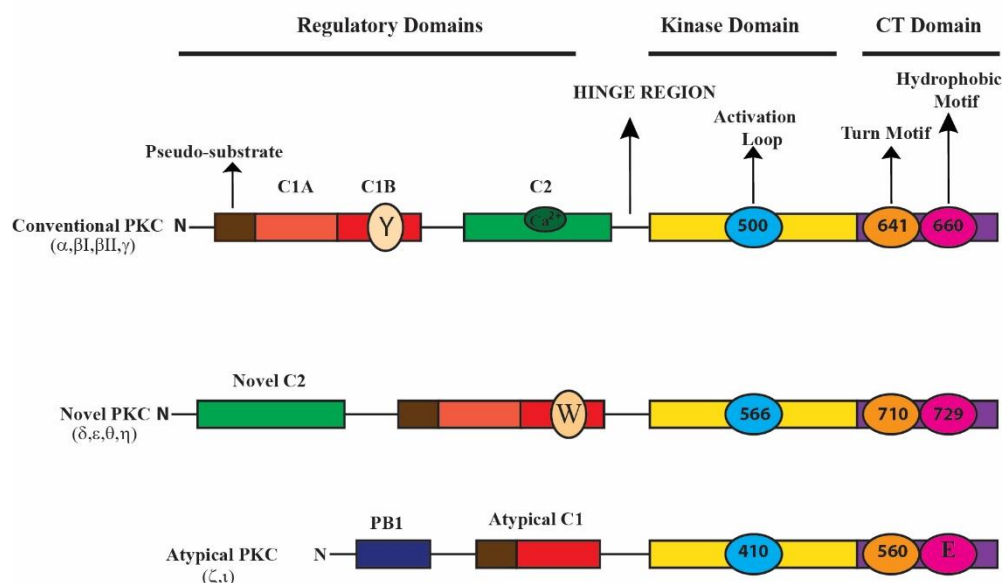 Regulatory Domains
Kinase Domain
CT Domain
Hydrophobic
Motif
HINGE REGION
Activation
Loop
Turn Motif
Pseudo-substrate
C1A
C1B
C2
Ca²⁺
Conventional PKC N
(α,βI,βII,γ)
Y
500
641
660
Novel C2
Novel PKC N
(δ,ε,θ,η)
W
566
710
729
PB1
Atypical C1
Atypical PKC
N
(ζ,ι)
410
560
E